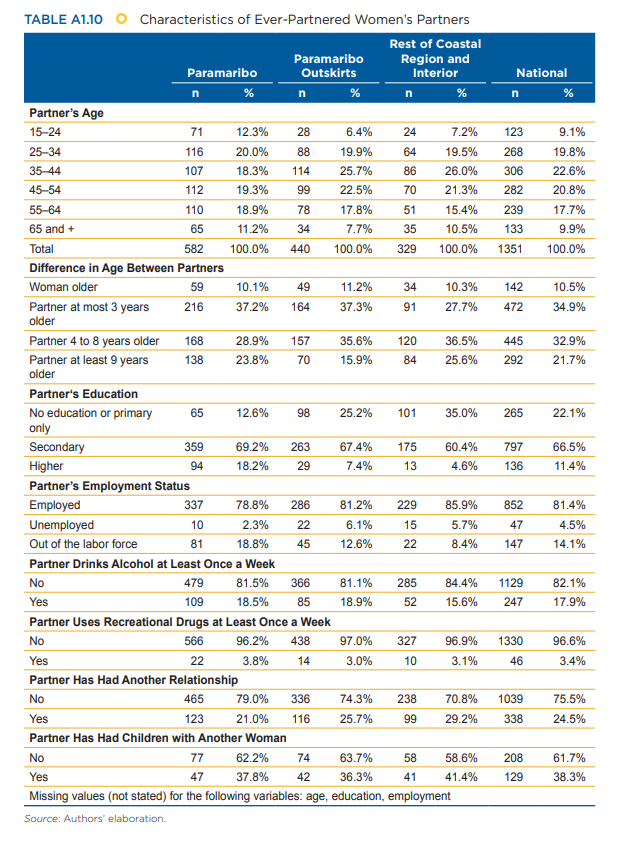 TABLE A1.10 Characteristics of Ever-Partnered Women's Partners
Paramaribo Paramaribo Outskirts Rest of Coastal Region and Interior National
n % n % n % n %
Partner's Age
15–24 71 12.3% 28 6.4% 24 7.2% 123 9.1%
25–34 116 20.0% 88 19.9% 64 19.5% 268 19.8%
35–44 107 18.3% 114 25.7% 86 26.0% 306 22.6%
45–54 112 19.3% 99 22.5% 70 21.3% 282 20.8%
55–64 110 18.9% 78 17.8% 51 15.4% 239 17.7%
65 and + 65 11.2% 34 7.7% 35 10.5% 133 9.9%
Total 582 100.0% 440 100.0% 329 100.0% 1351 100.0%
Difference in Age Between Partners
Woman older 59 10.1% 49 11.2% 34 10.3% 142 10.5%
Partner at most 3 years older 216 37.2% 164 37.3% 91 27.7% 472 34.9%
Partner 4 to 8 years older 168 28.9% 157 35.6% 120 36.5% 445 32.9%
Partner at least 9 years older 138 23.8% 70 15.9% 84 25.6% 292 21.7%
Partner's Education
No education or primary only 65 12.6% 98 25.2% 101 35.0% 265 22.1%
Secondary 359 69.2% 263 67.4% 175 60.4% 797 66.5%
Higher 94 18.2% 29 7.4% 13 4.6% 136 11.4%
Partner's Employment Status
Employed 337 78.8% 286 81.2% 229 85.9% 852 81.4%
Unemployed 10 2.3% 22 6.1% 15 5.7% 47 4.5%
Out of the labor force 81 18.8% 45 12.6% 22 8.4% 147 14.1%
Partner Drinks Alcohol at Least Once a Week
No 479 81.5% 366 81.1% 285 84.4% 1129 82.1%
Yes 109 18.5% 85 18.9% 52 15.6% 247 17.9%
Partner Uses Recreational Drugs at Least Once a Week
No 566 96.2% 438 97.0% 327 96.9% 1330 96.6%
Yes 22 3.8% 14 3.0% 10 3.1% 46 3.4%
Partner Has Had Another Relationship
No 465 79.0% 336 74.3% 238 70.8% 1039 75.5%
Yes 123 21.0% 116 25.7% 99 29.2% 338 24.5%
Partner Has Had Children with Another Woman
No 77 62.2% 74 63.7% 58 58.6% 208 61.7%
Yes 47 37.8% 42 36.3% 41 41.4% 129 38.3%
Missing values (not stated) for the following variables: age, education, employment
Source: Authors' elaboration.